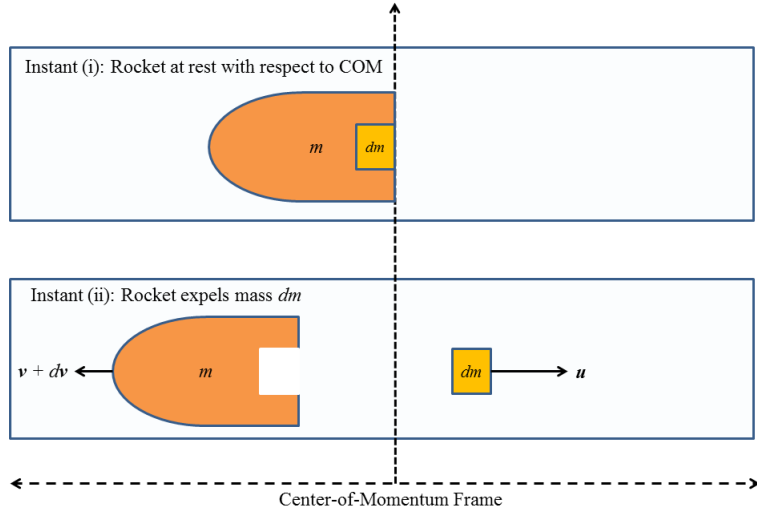 Instant (i): Rocket at rest with respect to COM
m
dm
Instant (ii): Rocket expels mass dm
v + dv
m
dm
u
Center-of-Momentum Frame